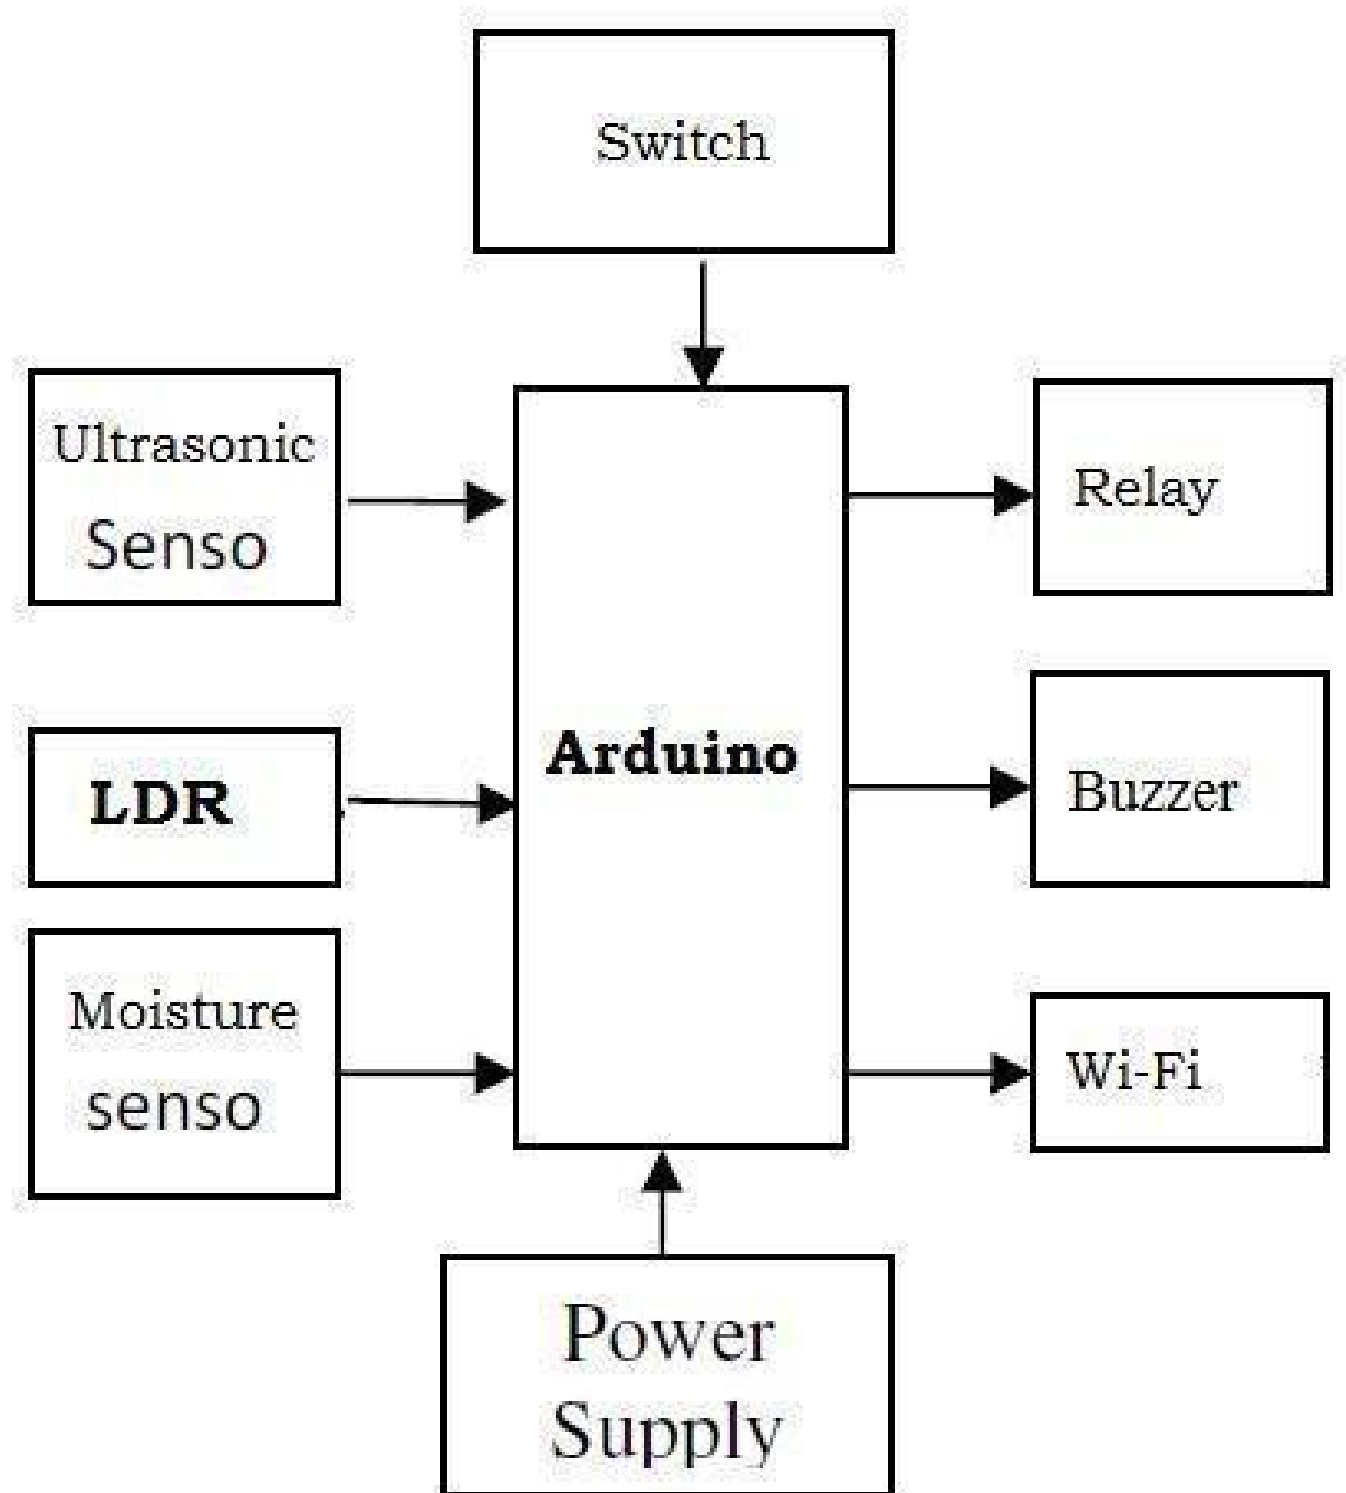 Switch
Ultrasonic
Senso
Relay
Arduino
LDR
Buzzer
Moisture
senso
Wi-Fi
Power
Supply